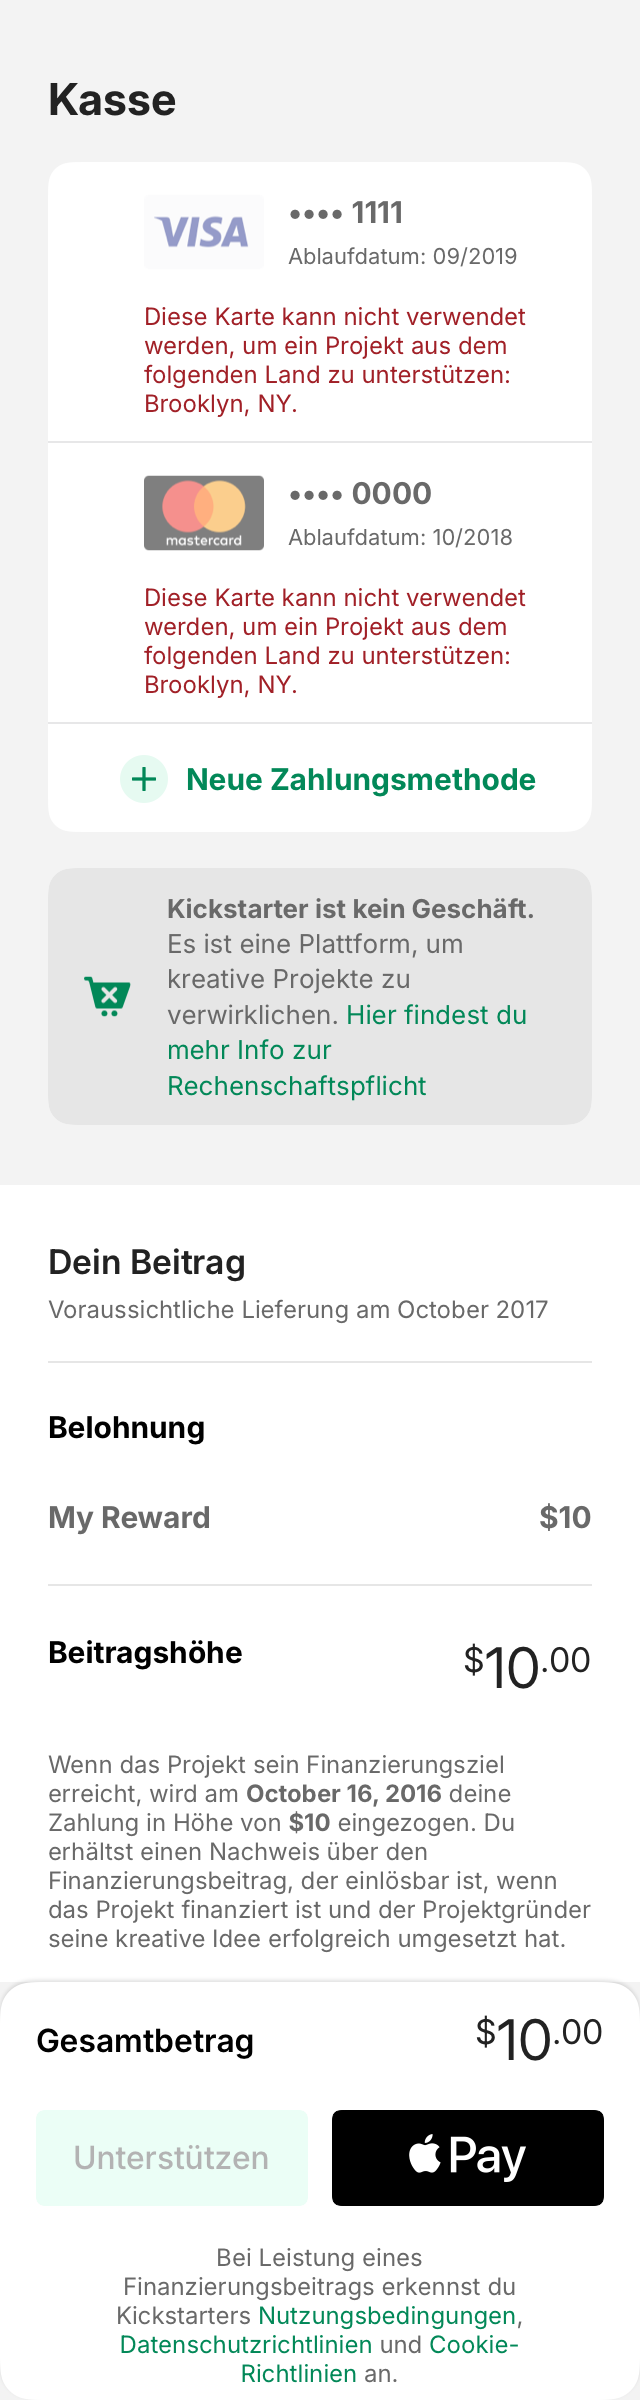 Kasse
VISA
•••• 1111
Ablaufdatum: 09/2019
Diese Karte kann nicht verwendet
werden, um ein Projekt aus dem
folgenden Land zu unterstützen:
Brooklyn, NY.
mastercard
•••• 0000
Ablaufdatum: 10/2018
Diese Karte kann nicht verwendet
werden, um ein Projekt aus dem
folgenden Land zu unterstützen:
Brooklyn, NY.
Neue Zahlungsmethode
Kickstarter ist kein Geschäft.
Es ist eine Plattform, um
kreative Projekte zu
verwirklichen. Hier findest du
mehr Info zur
Rechenschaftspflicht
Dein Beitrag
Voraussichtliche Lieferung am October 2017
Belohnung
My Reward $10
Beitragshöhe $10.00
Wenn das Projekt sein Finanzierungsziel
erreicht, wird am October 16, 2016 deine
Zahlung in Höhe von $10 eingezogen. Du
erhältst einen Nachweis über den
Finanzierungsbeitrag, der einlösbar ist, wenn
das Projekt finanziert ist und der Projektgründer
seine kreative Idee erfolgreich umgesetzt hat.
Gesamtbetrag $10.00
Unterstützen
Pay
Bei Leistung eines
Finanzierungsbeitrags erkennst du
Kickstarters Nutzungsbedingungen,
Datenschutzrichtlinien und Cookie-
Richtlinien an.